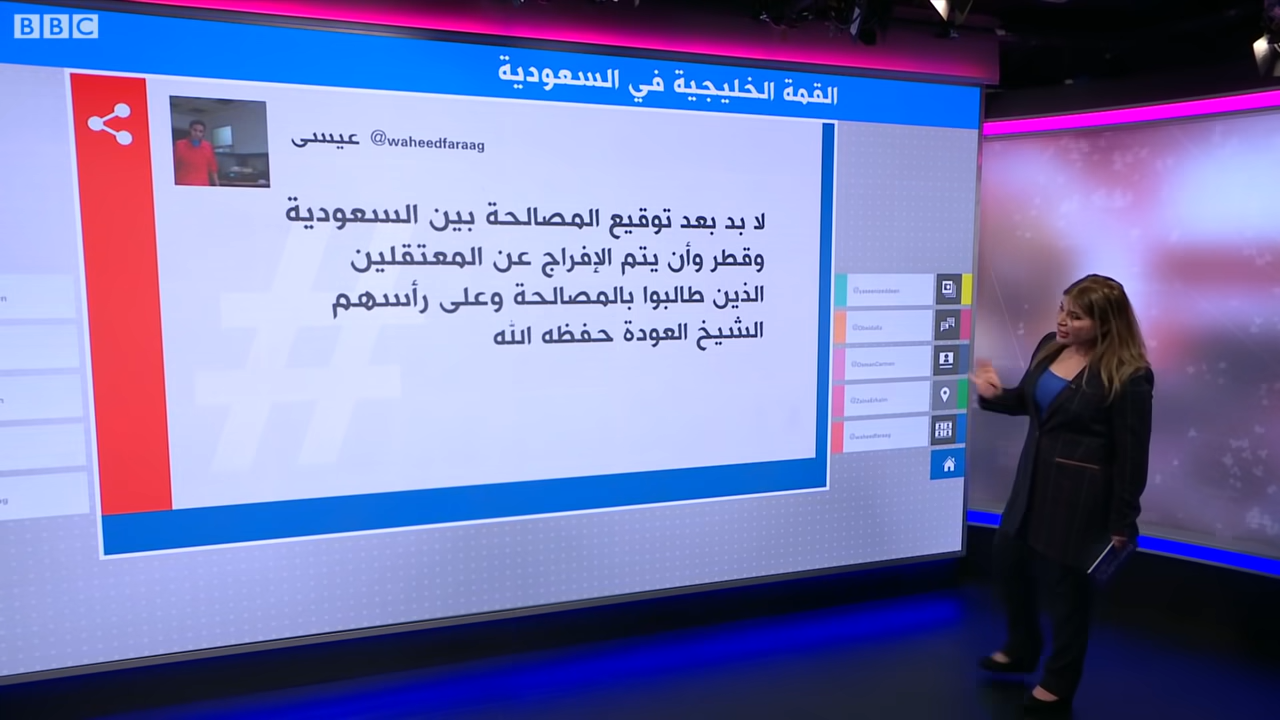 BBC
القمة الخليجية في السعودية
عيسى @waheedfaraag
لا بد بعد توقيع المصالحة بين السعودية
وقطر وأن يتم الإفراج عن المعتقلين
الذين طالبوا بالمصالحة وعلى رأسهم
الشيخ العودة حفظه الله
#
@waheedfaraag